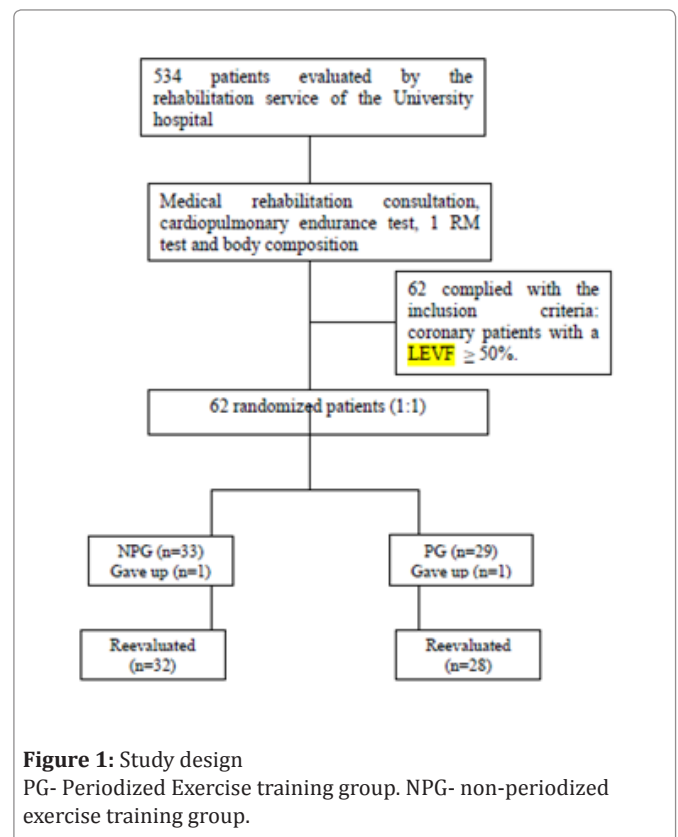 534 patients evaluated by the
rehabilitation service of the University
hospital
Medical rehabilitation consultation,
cardiopulmonary endurance test, 1 RM
test and body composition
62 complied with the
inclusion criteria:
coronary patients with a
LEVF ≥ 50%.
62 randomized patients (1:1)
NPG (n=33)
Gave up (n=1)
PG (n=29)
Gave up (n=1)
Reevaluated
(n=32)
Reevaluated
(n=28)
Figure 1: Study design
PG- Periodized Exercise training group. NPG- non-periodized
exercise training group.